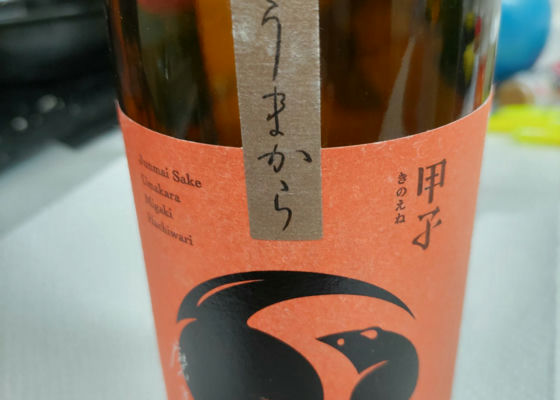 うまから
Junmai Sake
Umakara
Migaki
Hachiwari
甲子
きのえね